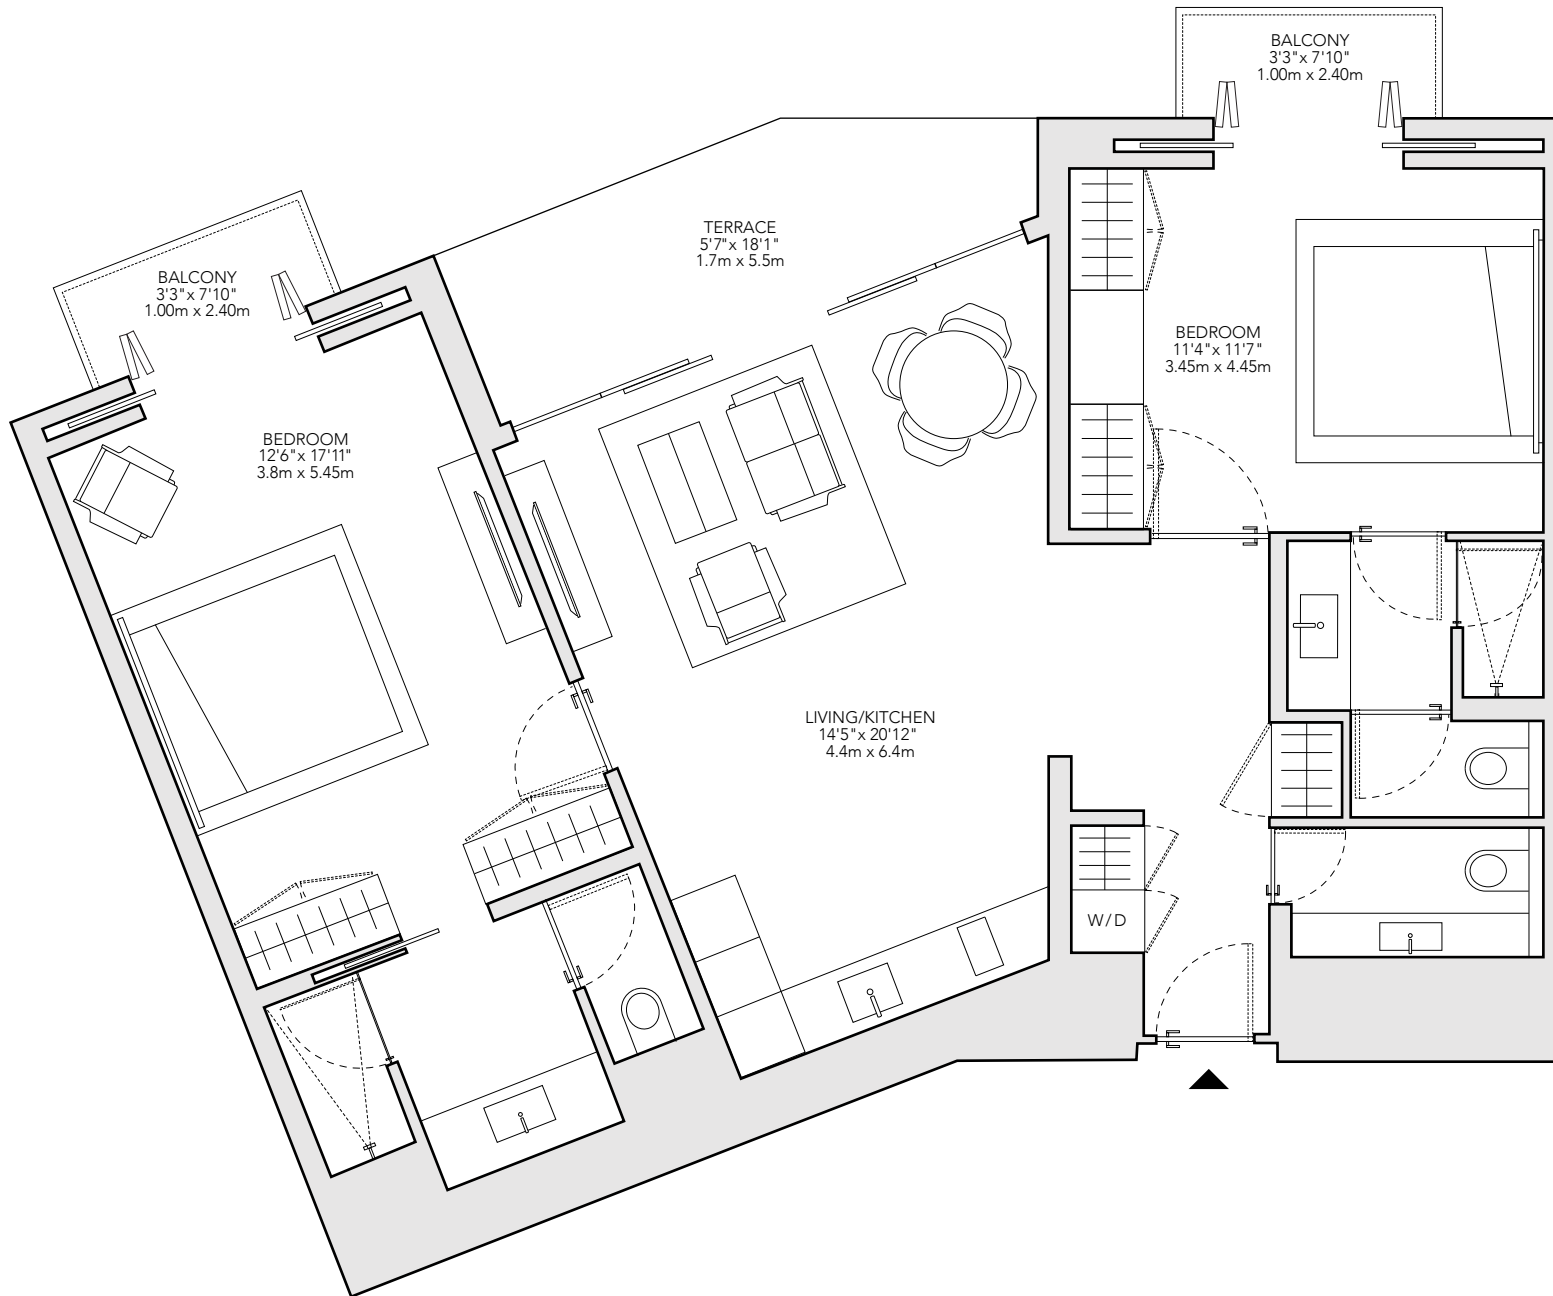 BALCONY
3'3"x 7'10"
1.00m x 2.40m
TERRACE
5'7"x 18'1"
1.7m x 5.5m
BALCONY
3'3"x 7'10"
1.00m x 2.40m
BEDROOM
11'4"x 11'7"
3.45m x 4.45m
BEDROOM
12'6"x 17'11"
3.8m x 5.45m
LIVING/KITCHEN
14'5"x 20'12"
4.4m x 6.4m
W/D